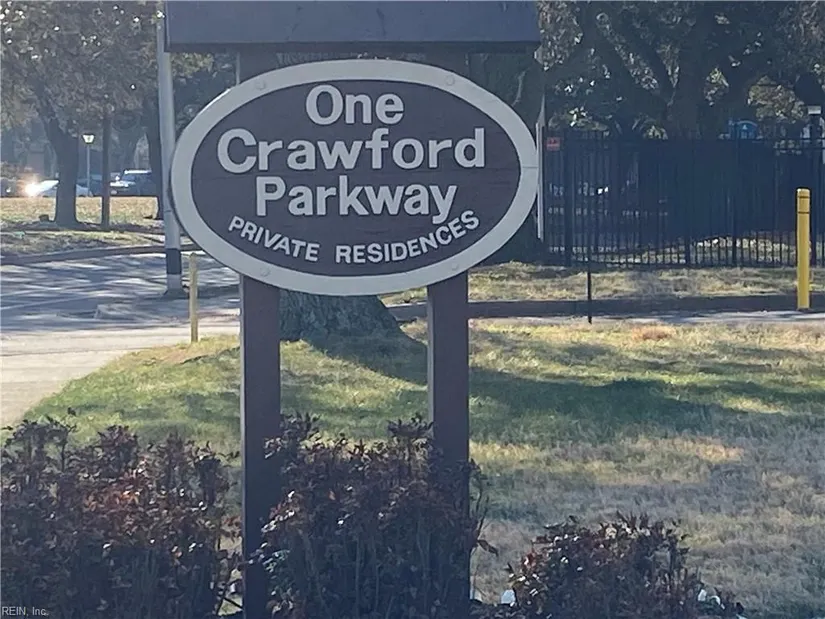 One
Crawford
Parkway
PRIVATE RESIDENCES
REIN, Inc.